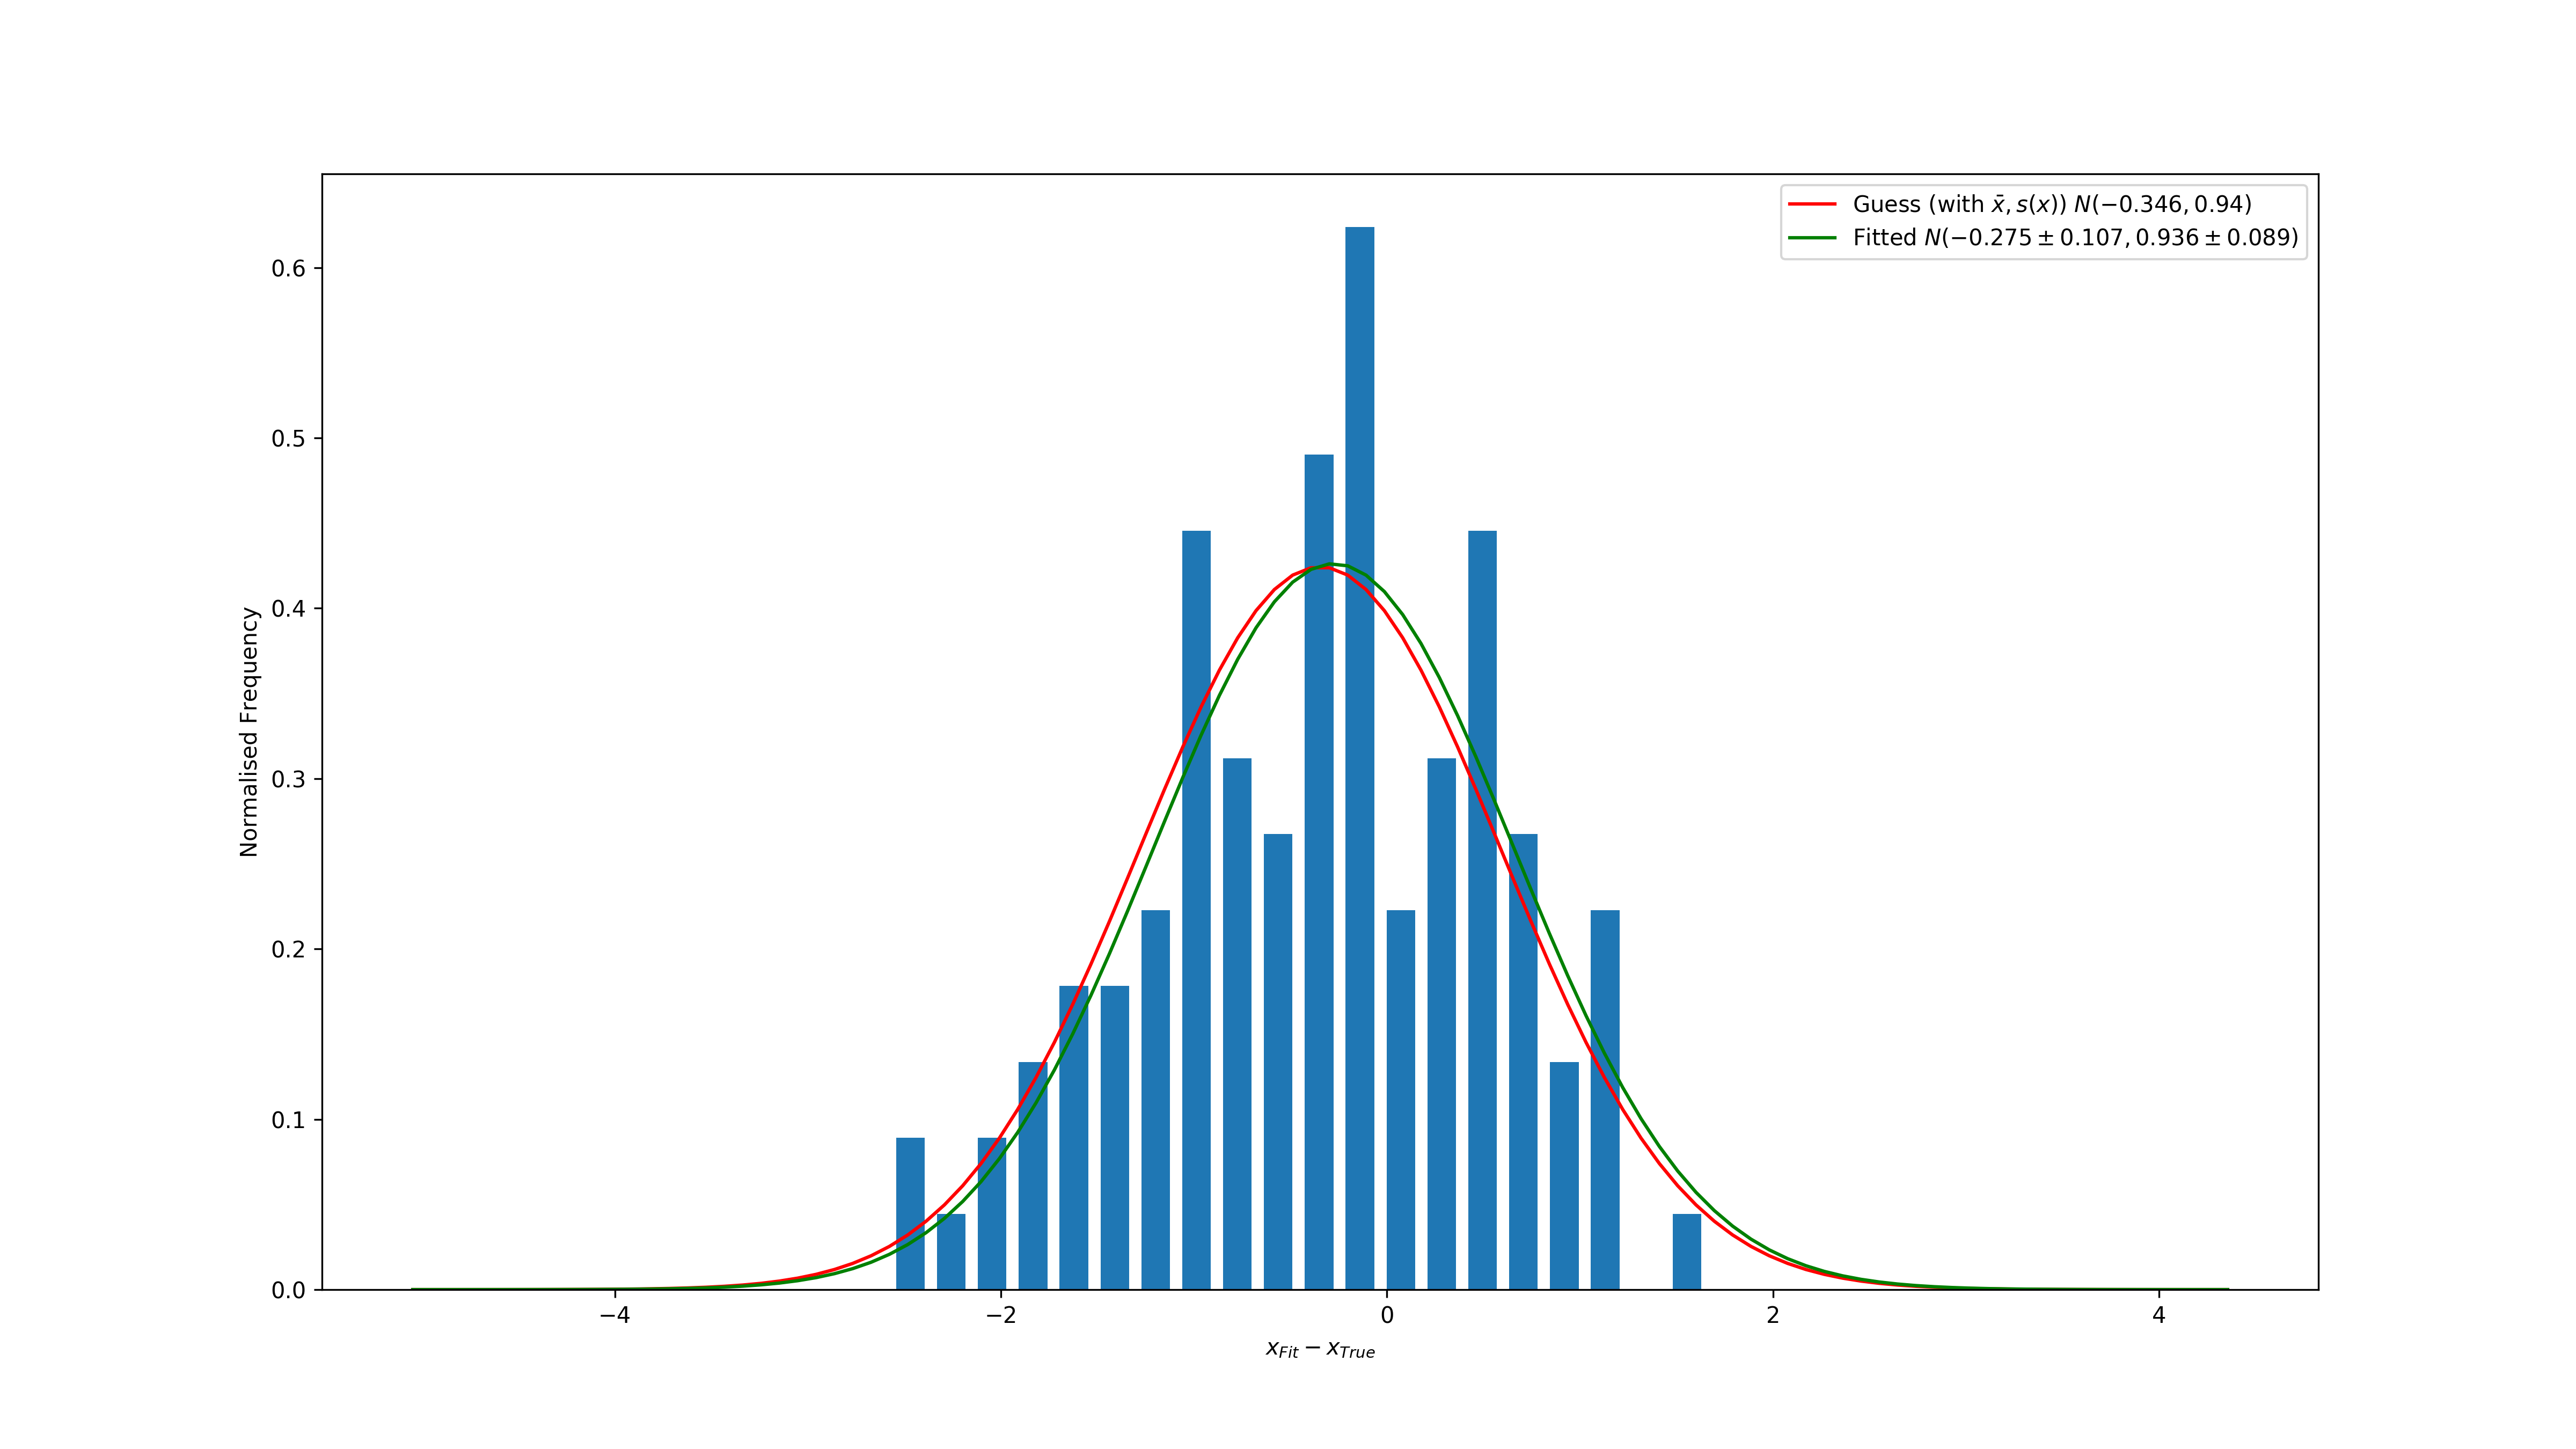 Guess (with x̄, s(x)) N(−0.346, 0.94)
Fitted N(−0.275 ± 0.107, 0.936 ± 0.089)
Normalised Frequency
0.6
0.5
0.4
0.3
0.2
0.1
0.0
−4 −2 0 2 4
x_Fit − x_True